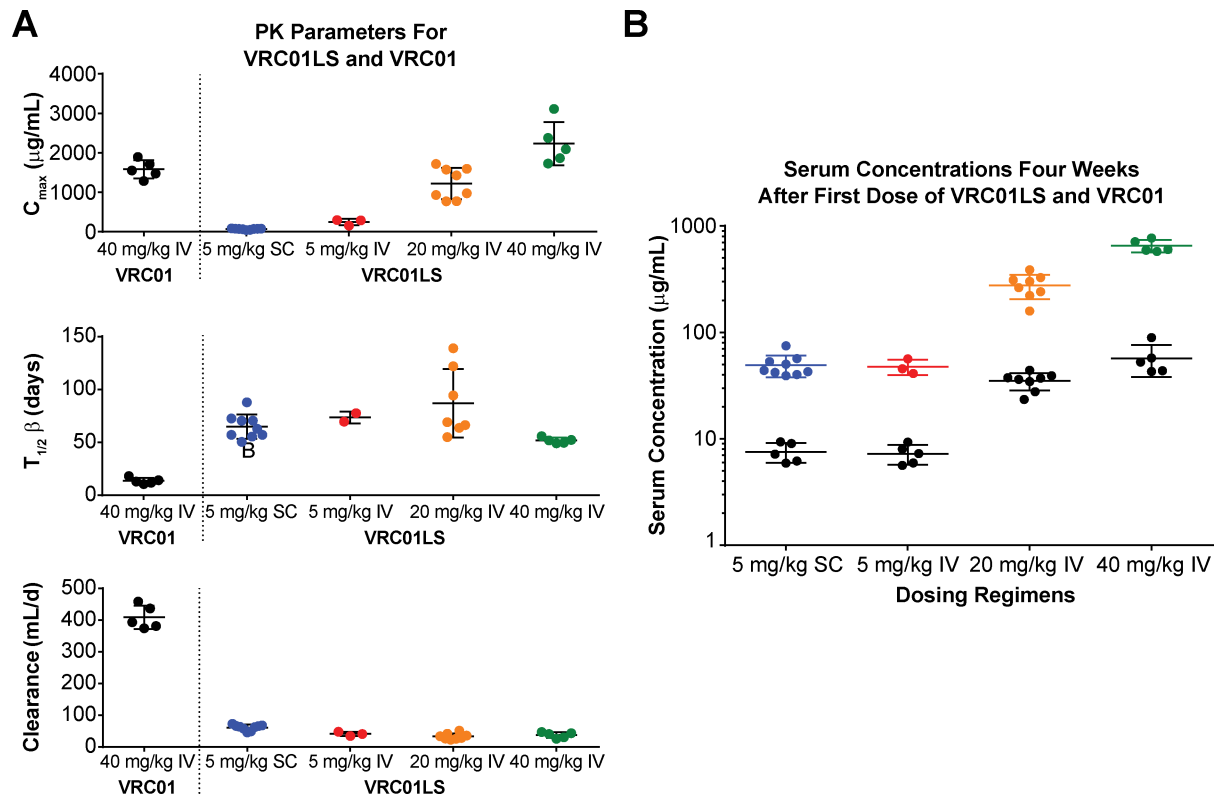 A
PK Parameters For
VRC01LS and VRC01
4000
3000
2000
1000
0
Cmax (μg/mL)
40 mg/kg IV
5 mg/kg SC
5 mg/kg IV
20 mg/kg IV
40 mg/kg IV
VRC01
VRC01LS
150
100
50
0
T1/2 β (days)
B
40 mg/kg IV
5 mg/kg SC
5 mg/kg IV
20 mg/kg IV
40 mg/kg IV
VRC01
VRC01LS
500
400
300
200
100
0
Clearance (mL/d)
40 mg/kg IV
5 mg/kg SC
5 mg/kg IV
20 mg/kg IV
40 mg/kg IV
VRC01
VRC01LS
B
Serum Concentrations Four Weeks
After First Dose of VRC01LS and VRC01
1000
100
10
1
Serum Concentration (μg/mL)
5 mg/kg SC
5 mg/kg IV
20 mg/kg IV
40 mg/kg IV
Dosing Regimens